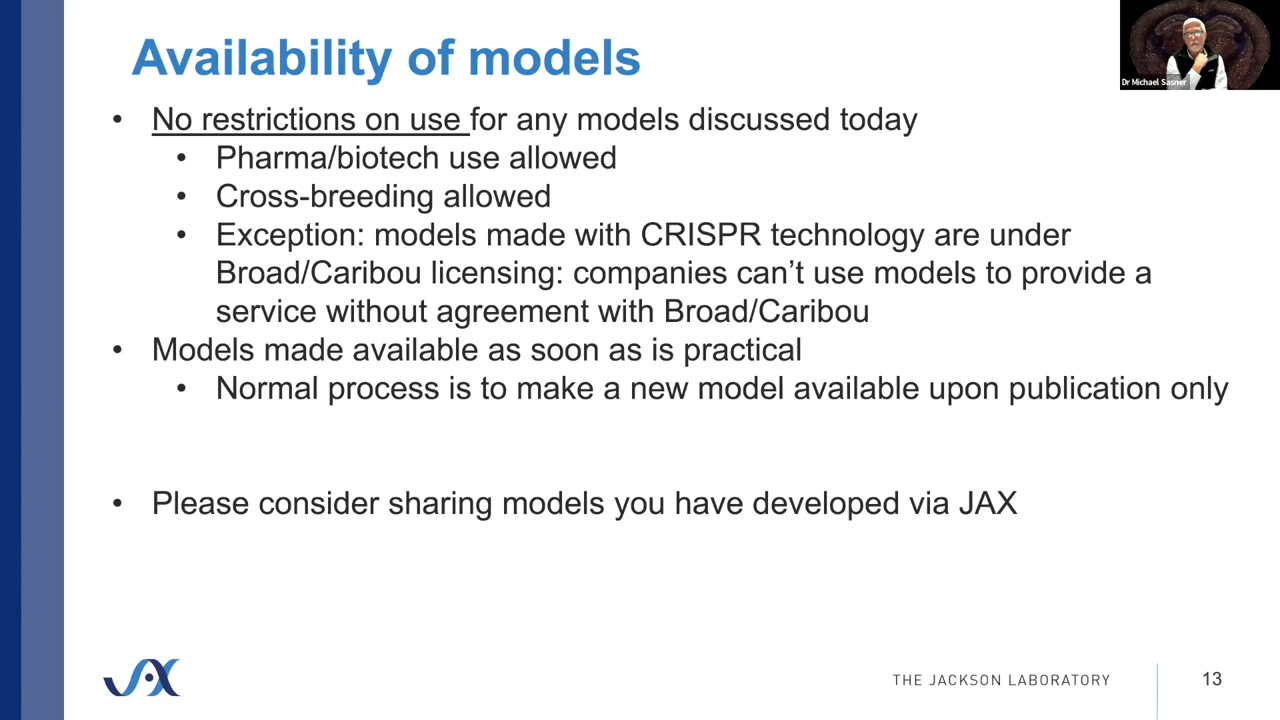 Availability of models
Dr Michael Sasner
• No restrictions on use for any models discussed today
• Pharma/biotech use allowed
• Cross-breeding allowed
• Exception: models made with CRISPR technology are under
Broad/Caribou licensing: companies can’t use models to provide a
service without agreement with Broad/Caribou
• Models made available as soon as is practical
• Normal process is to make a new model available upon publication only
• Please consider sharing models you have developed via JAX
JAX
THE JACKSON LABORATORY
13